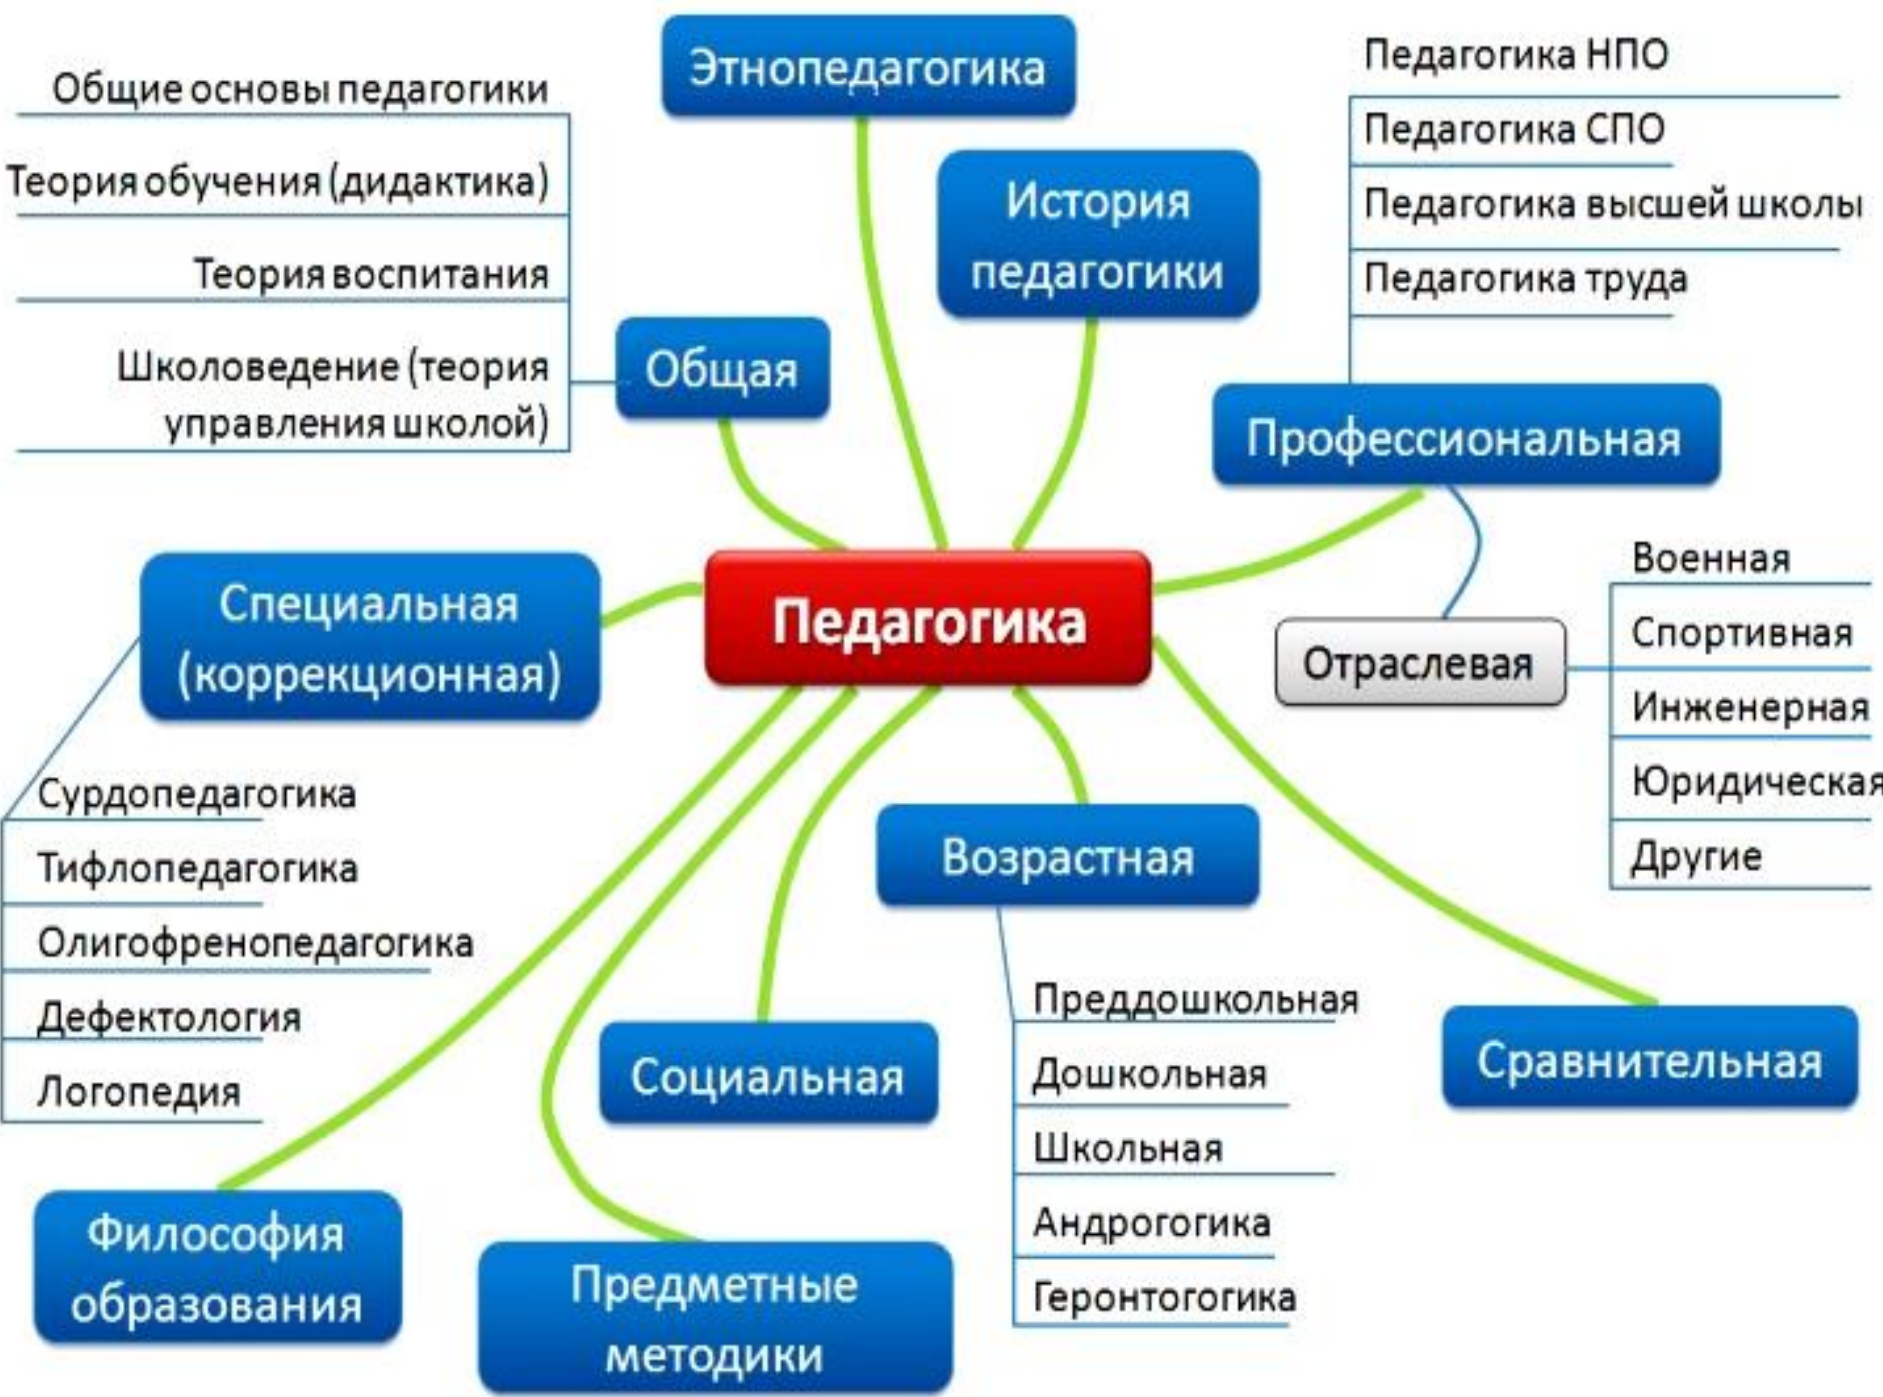 Этнопедагогика
Педагогика НПО
Общие основы педагогики
Педагогика СПО
Теория обучения (дидактика)
История
педагогики
Педагогика высшей школы
Теория воспитания
Педагогика труда
Школоведение (теория
управления школой)
Общая
Профессиональная
Специальная
(коррекционная)
Педагогика
Отраслевая
Военная
Спортивная
Инженерная
Юридическая
Другие
Сурдопедагогика
Тифлопедагогика
Олигофренопедагогика
Дефектология
Логопедия
Возрастная
Преддошкольная
Дошкольная
Школьная
Андрогогика
Геронтогогика
Социальная
Сравнительная
Философия
образования
Предметные
методики